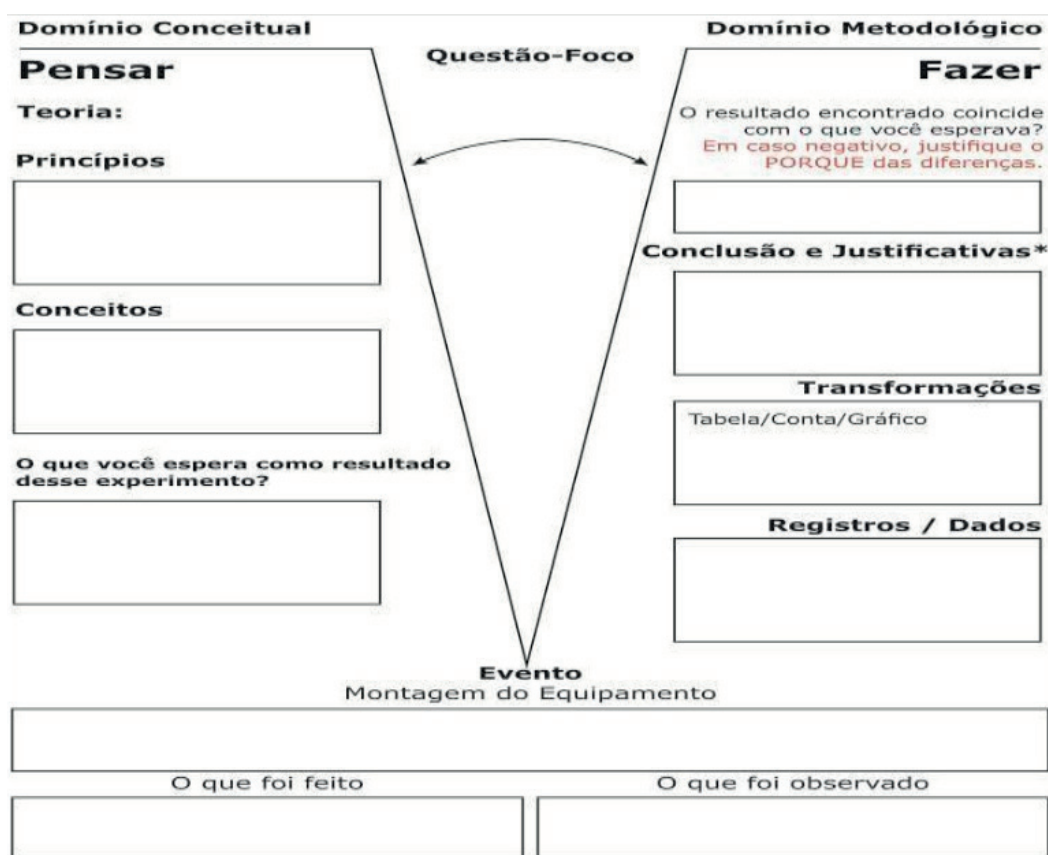 Domínio Conceitual
Pensar
Teoria:
Princípios
Conceitos
O que você espera como resultado
desse experimento?
Questão-Foco
Domínio Metodológico
Fazer
O resultado encontrado coincide
com o que você esperava?
Em caso negativo, justifique o
PORQUE das diferenças.
Conclusão e Justificativas*
Transformações
Tabela/Conta/Gráfico
Registros / Dados
Evento
Montagem do Equipamento
O que foi feito
O que foi observado